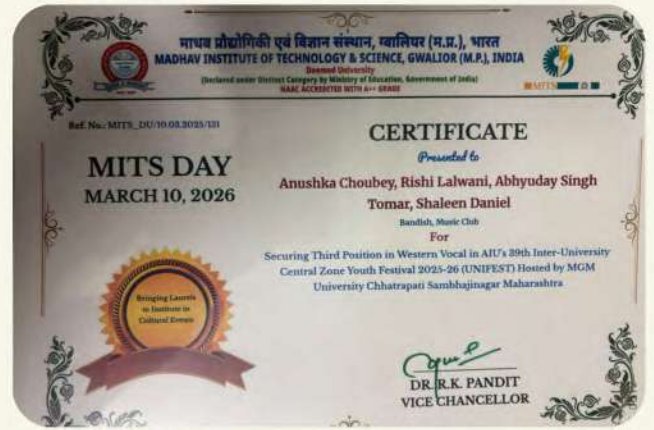 माधव प्रौद्योगिकी एवं विज्ञान संस्थान, ग्वालियर (म.प्र.), भारत
MADHAV INSTITUTE OF TECHNOLOGY & SCIENCE, GWALIOR (M.P.), INDIA
Deemed University
(Declared under Distinct Category by Ministry of Education, Government of India)
NAAC ACCREDITED WITH A++ GRADE
MITS
Ref. No.: MITS_DU/10.03.2025/131
MITS DAY
MARCH 10, 2026
CERTIFICATE
Presented to
Anushka Choubey, Rishi Lalwani, Abhyuday Singh
Tomar, Shaleen Daniel
Bandish, Music Club
For
Securing Third Position in Western Vocal in AIU's 39th Inter-University
Central Zone Youth Festival 2025-26 (UNIFEST) Hosted by MGM
University Chhatrapati Sambhajinagar Maharashtra
Bringing Laurels
to Institute in
Cultural Events
DR. R.K. PANDIT
VICE CHANCELLOR